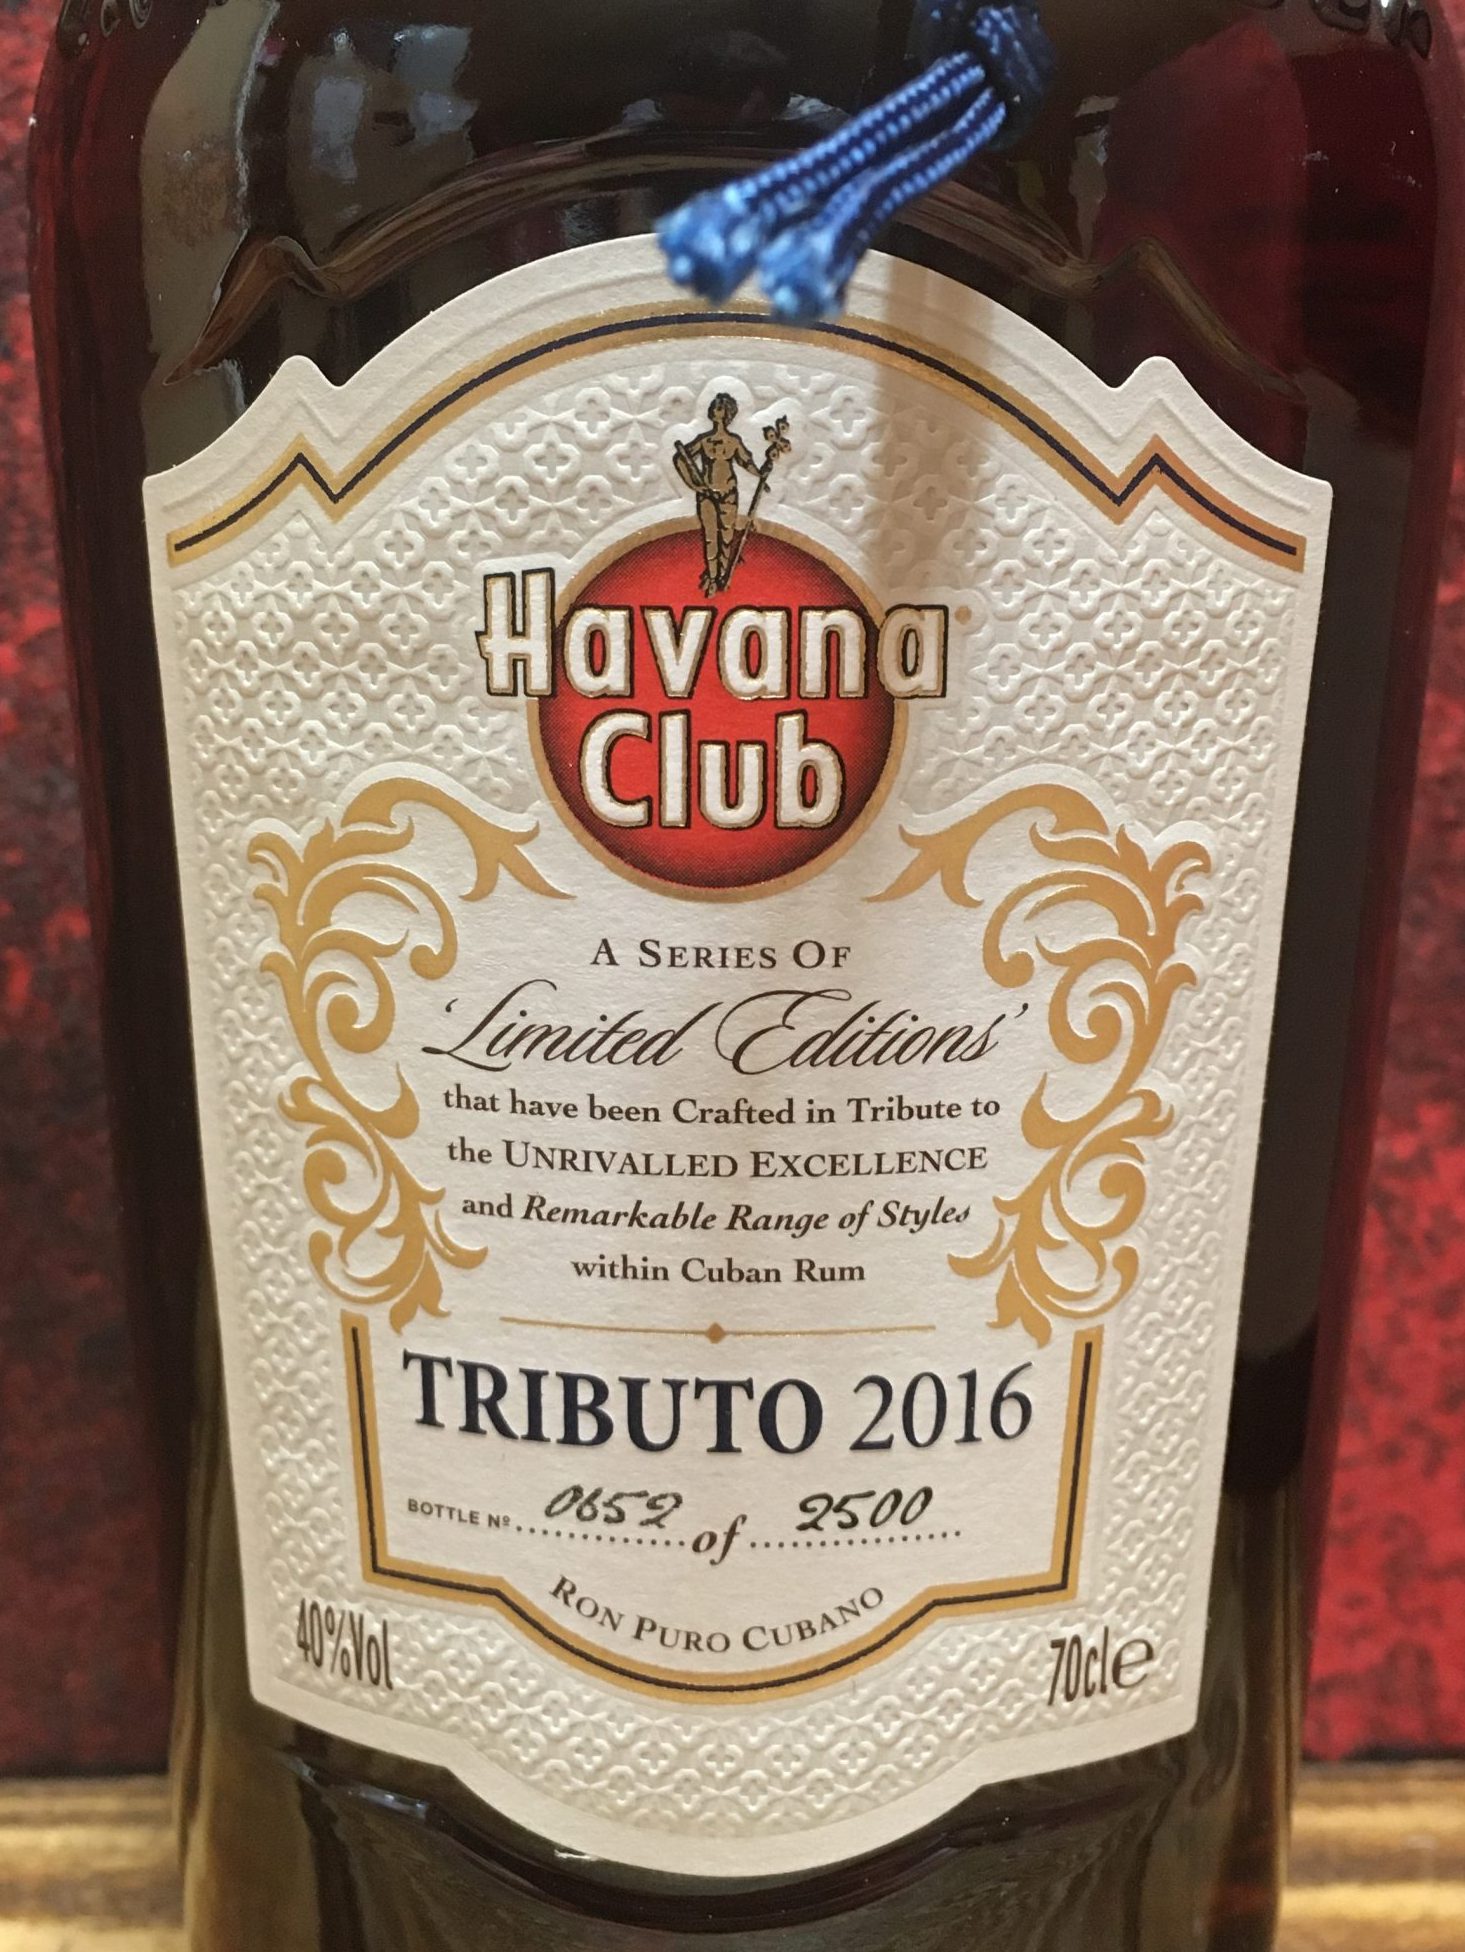 Havana
Club
A SERIES OF
'Limited Editions'
that have been Crafted in Tribute to
the UNRIVALLED EXCELLENCE
and Remarkable Range of Styles
within Cuban Rum
TRIBUTO 2016
BOTTLE Nº 0652 of 2500
RON PURO CUBANO
40%Vol
70cle